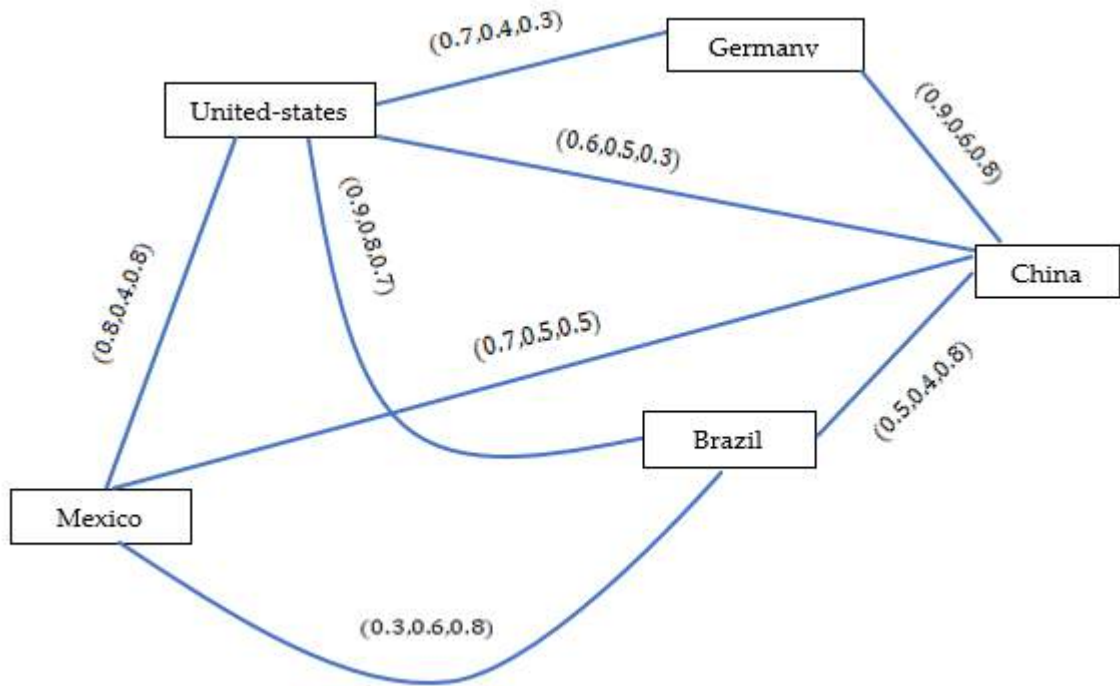 (0.7,0.4,0.3)
Germany
United-states
(0.9,0.6,0.8)
(0.6,0.5,0.3)
(0.9,0.8,0.7)
China
(0.8,0.4,0.8)
(0.7,0.5,0.5)
(0.5,0.4,0.8)
Brazil
Mexico
(0.3,0.6,0.8)